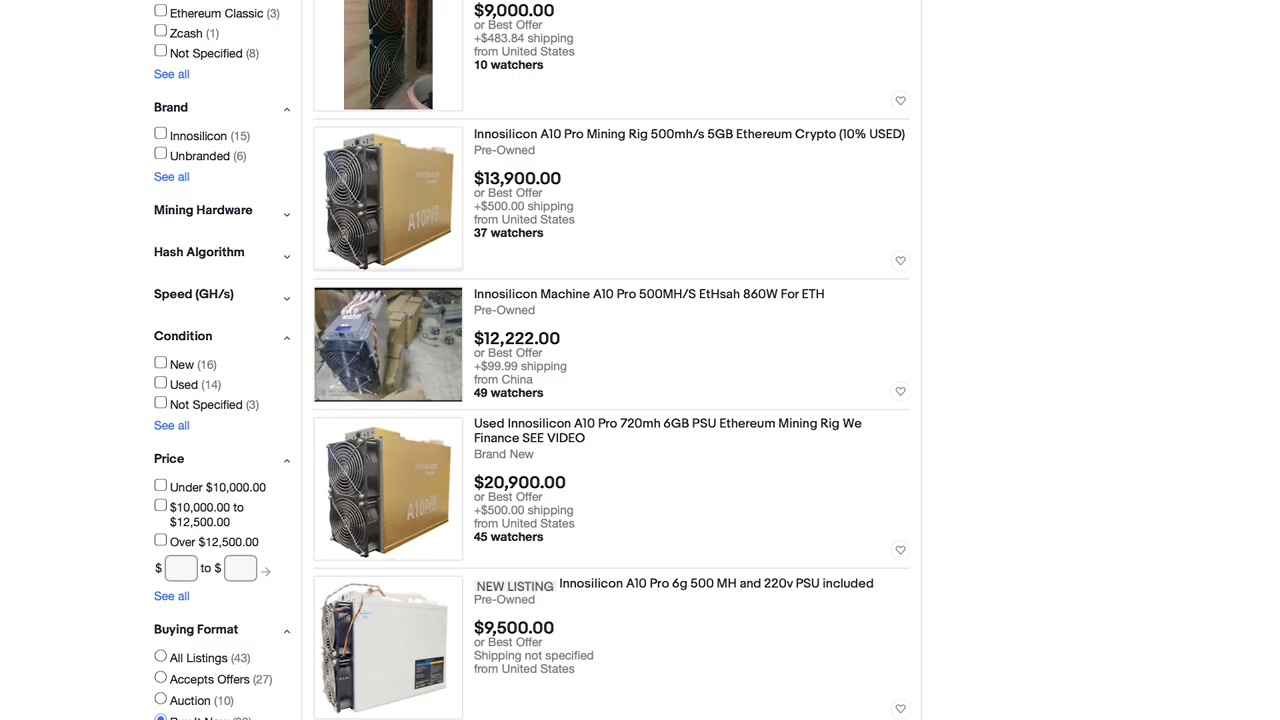 Ethereum Classic (3)
Zcash (1)
Not Specified (8)
See all
Brand
Innosilicon (15)
Unbranded (6)
See all
Mining Hardware
Hash Algorithm
Speed (GH/s)
Condition
New (16)
Used (14)
Not Specified (3)
See all
Price
Under $10,000.00
$10,000.00 to
$12,500.00
Over $12,500.00
$ to $
See all
Buying Format
All Listings (43)
Accepts Offers (27)
Auction (10)
$9,000.00
or Best Offer
+$483.84 shipping
from United States
10 watchers
Innosilicon A10 Pro Mining Rig 500mh/s 5GB Ethereum Crypto (10% USED)
Pre-Owned
$13,900.00
or Best Offer
+$500.00 shipping
from United States
37 watchers
A10Pro
Innosilicon Machine A10 Pro 500MH/S EtHsah 860W For ETH
Pre-Owned
$12,222.00
or Best Offer
+$99.99 shipping
from China
49 watchers
Used Innosilicon A10 Pro 720mh 6GB PSU Ethereum Mining Rig We
Finance SEE VIDEO
Brand New
$20,900.00
or Best Offer
+$500.00 shipping
from United States
45 watchers
A10Pro
NEW LISTING Innosilicon A10 Pro 6g 500 MH and 220v PSU included
Pre-Owned
$9,500.00
or Best Offer
Shipping not specified
from United States